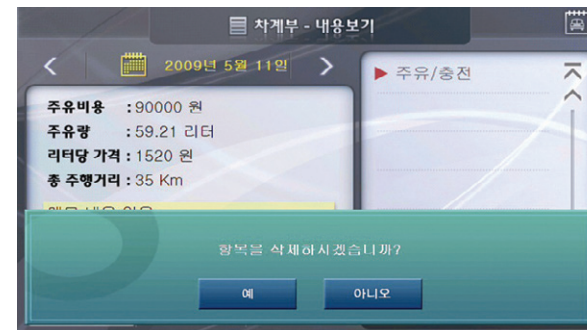 차계부 - 내용보기
2009년 5월 11일
주유/충전
주유비용 : 90000 원
주유량 : 59.21 리터
리터당 가격 : 1520 원
총 주행거리 : 35 Km
항목을 삭제하시겠습니까?
예
아니오